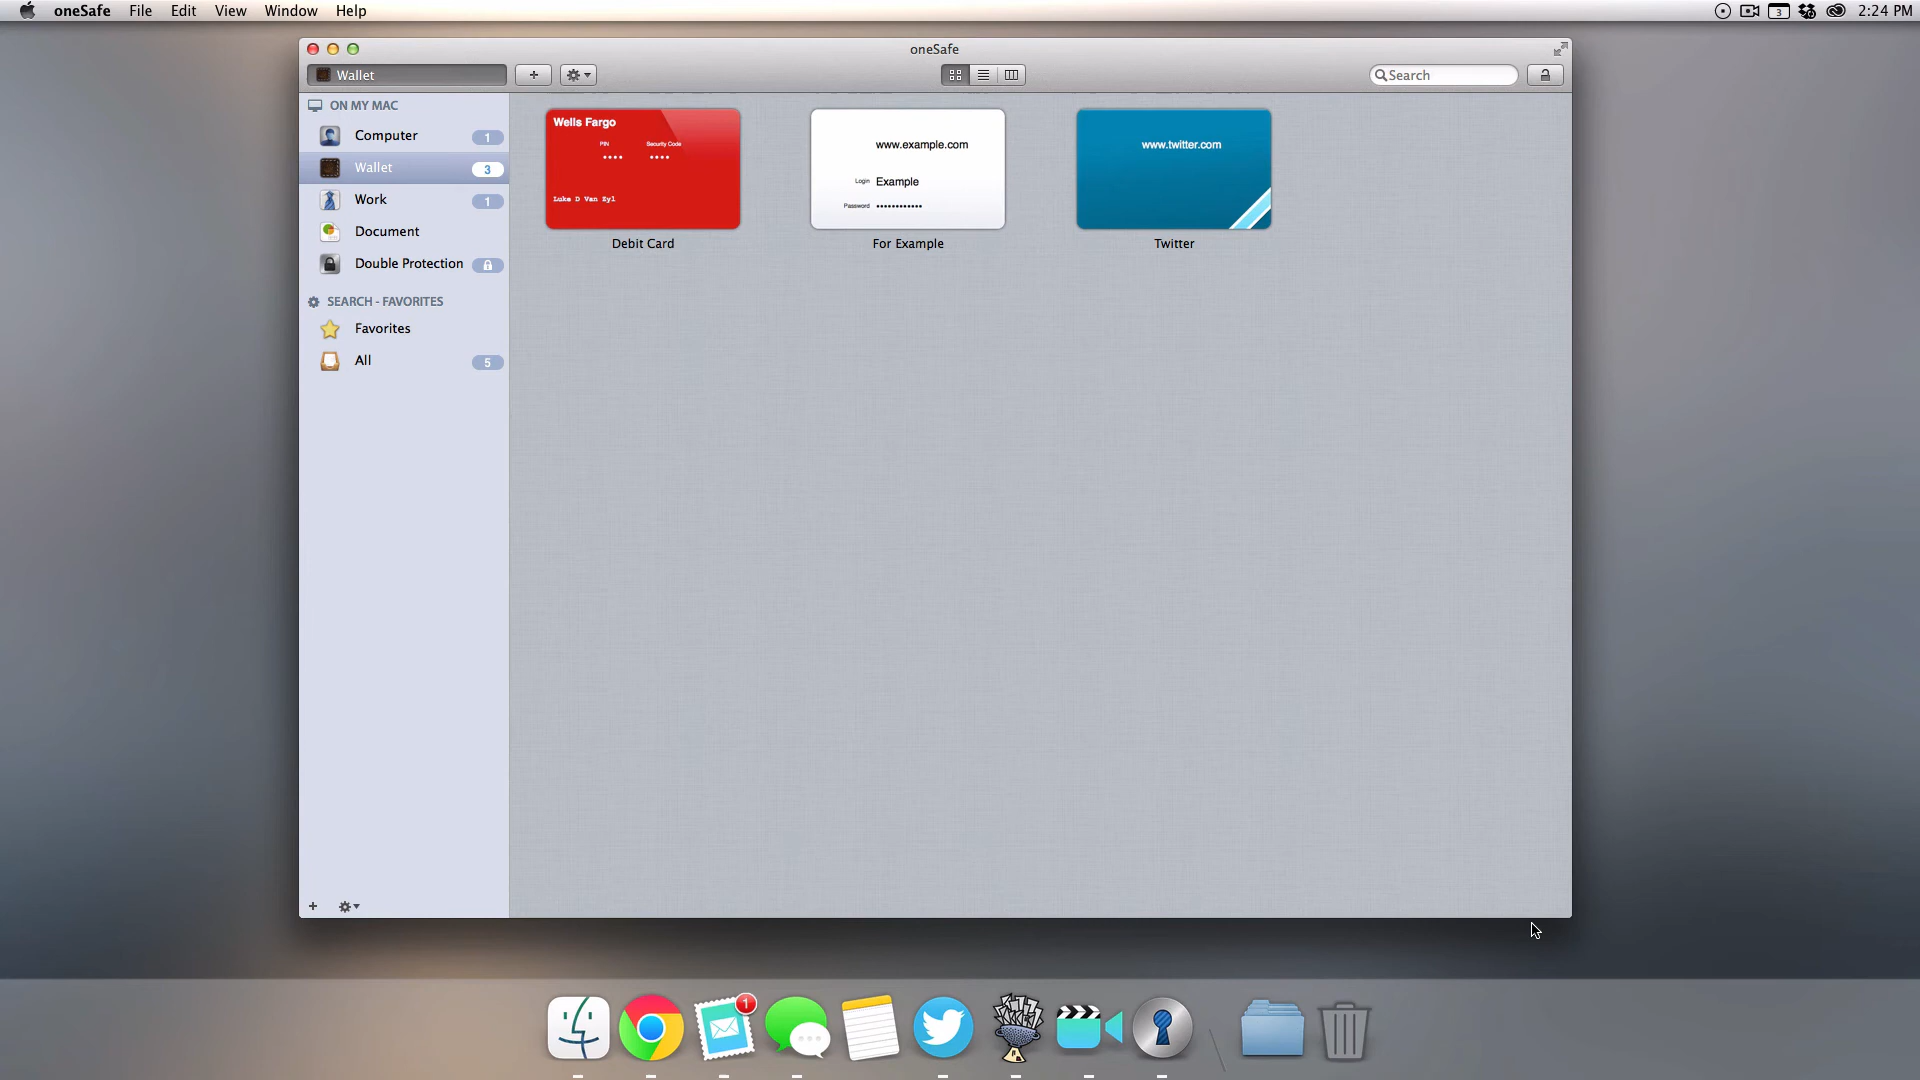 oneSafe File Edit View Window Help
3
2:24 PM
oneSafe
Wallet
Search
ON MY MAC
Computer 1
Wallet 3
Work 1
Document
Double Protection
SEARCH - FAVORITES
Favorites
All 5
Wells Fargo
PIN Security Code
•••• ••••
Luke D Van Zyl
Debit Card
www.example.com
Login Example
Password ••••••••••••
For Example
www.twitter.com
Twitter
1